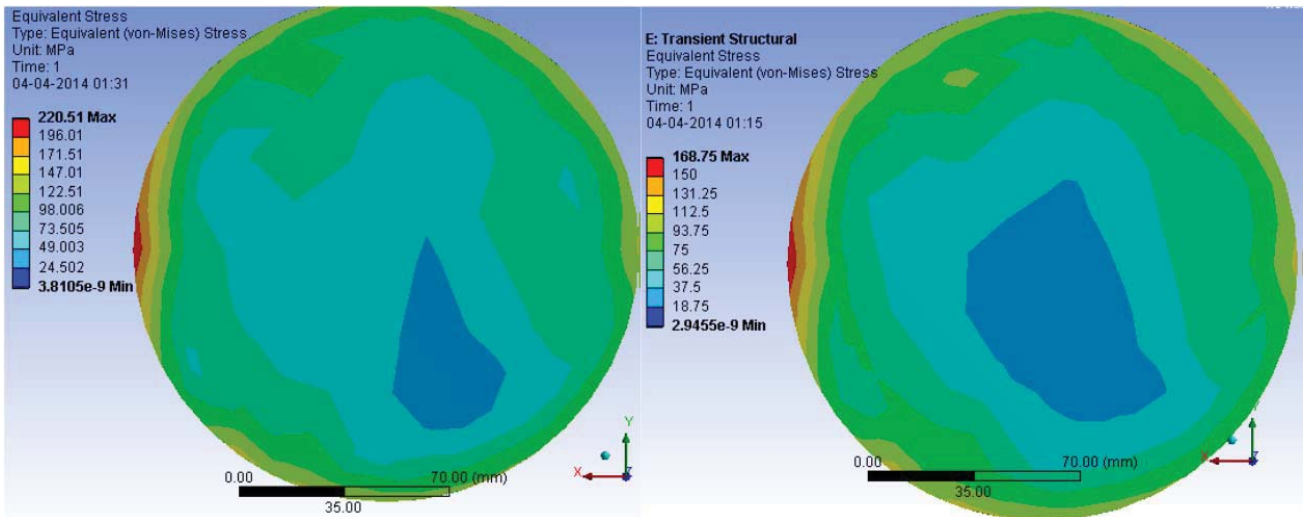 Equivalent Stress
Type: Equivalent (von-Mises) Stress
Unit: MPa
Time: 1
04-04-2014 01:31
220.51 Max
196.01
171.51
147.01
122.51
98.006
73.505
49.003
24.502
3.8105e-9 Min
0.00
70.00 (mm)
35.00
Y
X
Z
E: Transient Structural
Equivalent Stress
Type: Equivalent (von-Mises) Stress
Unit: MPa
Time: 1
04-04-2014 01:15
168.75 Max
150
131.25
112.5
93.75
75
56.25
37.5
18.75
2.9455e-9 Min
0.00
70.00 (mm)
35.00
Y
X
Z